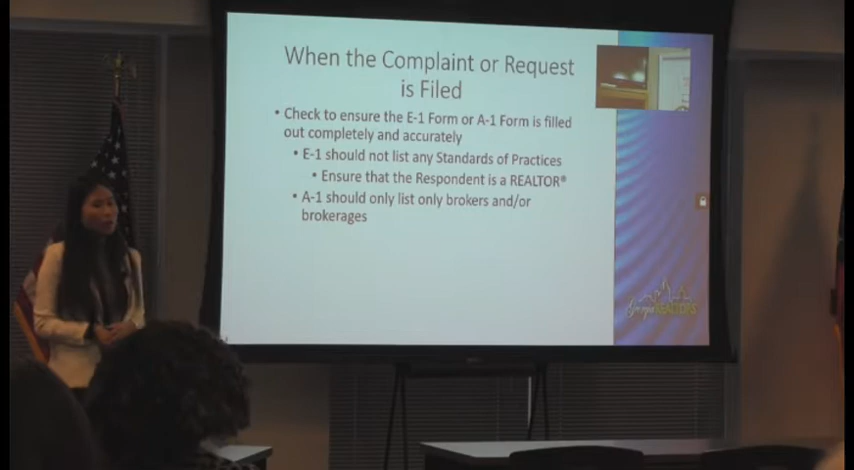 When the Complaint or Request
is Filed
• Check to ensure the E-1 Form or A-1 Form is filled
out completely and accurately
• E-1 should not list any Standards of Practices
• Ensure that the Respondent is a REALTOR®
• A-1 should only list only brokers and/or
brokerages
Georgia REALTORS